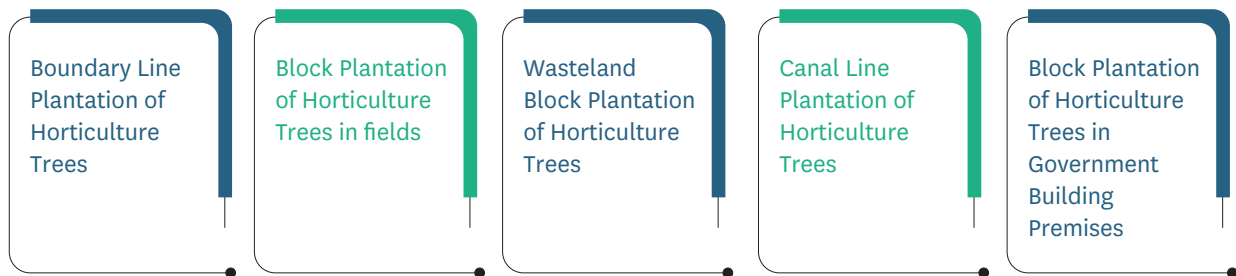 Boundary Line
Plantation of
Horticulture
Trees
Block Plantation
of Horticulture
Trees in fields
Wasteland
Block Plantation
of Horticulture
Trees
Canal Line
Plantation of
Horticulture
Trees
Block Plantation
of Horticulture
Trees in
Government
Building
Premises